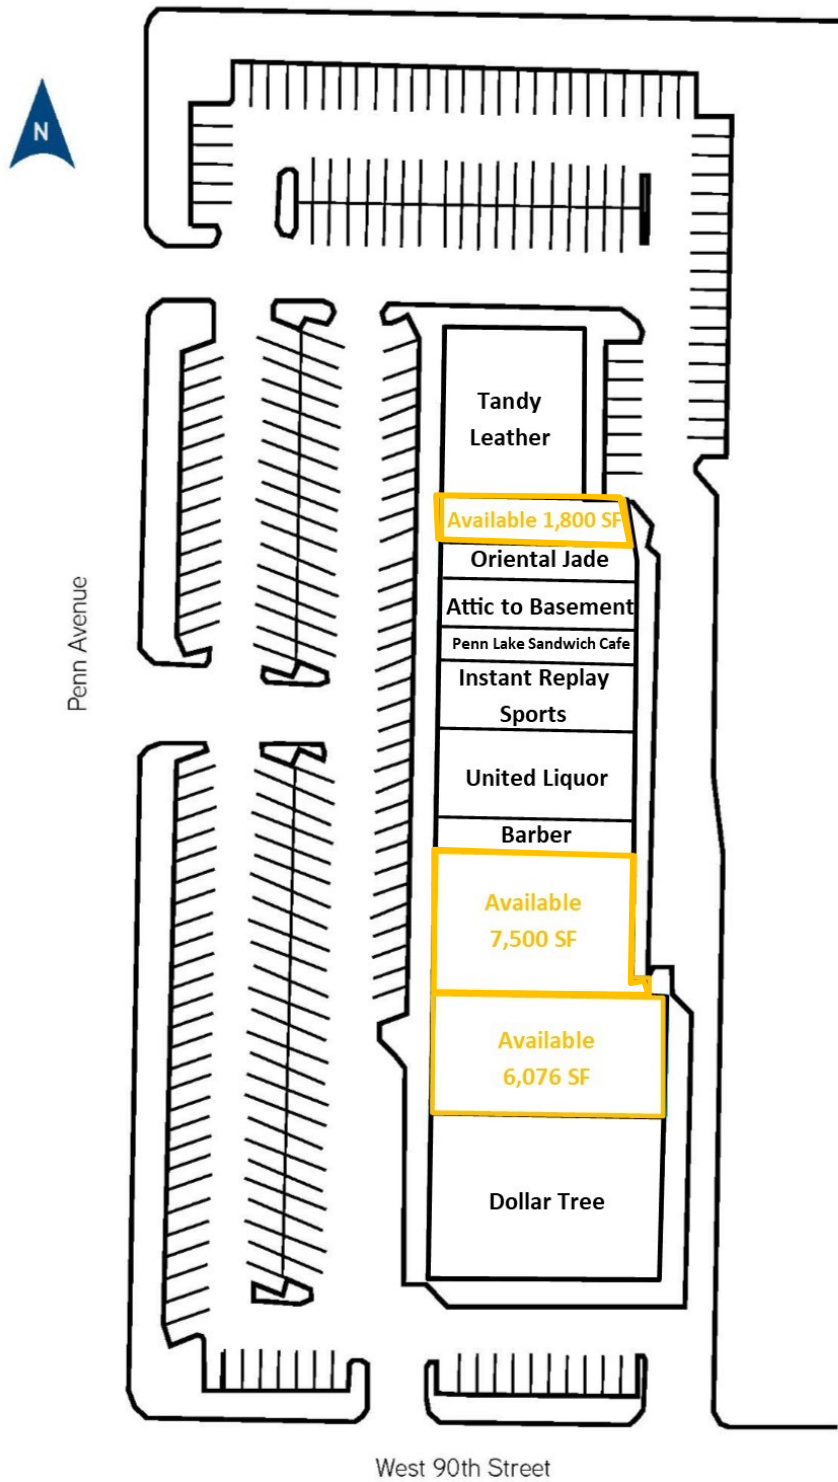 N
Tandy
Leather
Available 1,800 SF
Oriental Jade
Attic to Basement
Penn Lake Sandwich Cafe
Instant Replay
Sports
United Liquor
Barber
Available
7,500 SF
Available
6,076 SF
Dollar Tree
Penn Avenue
West 90th Street